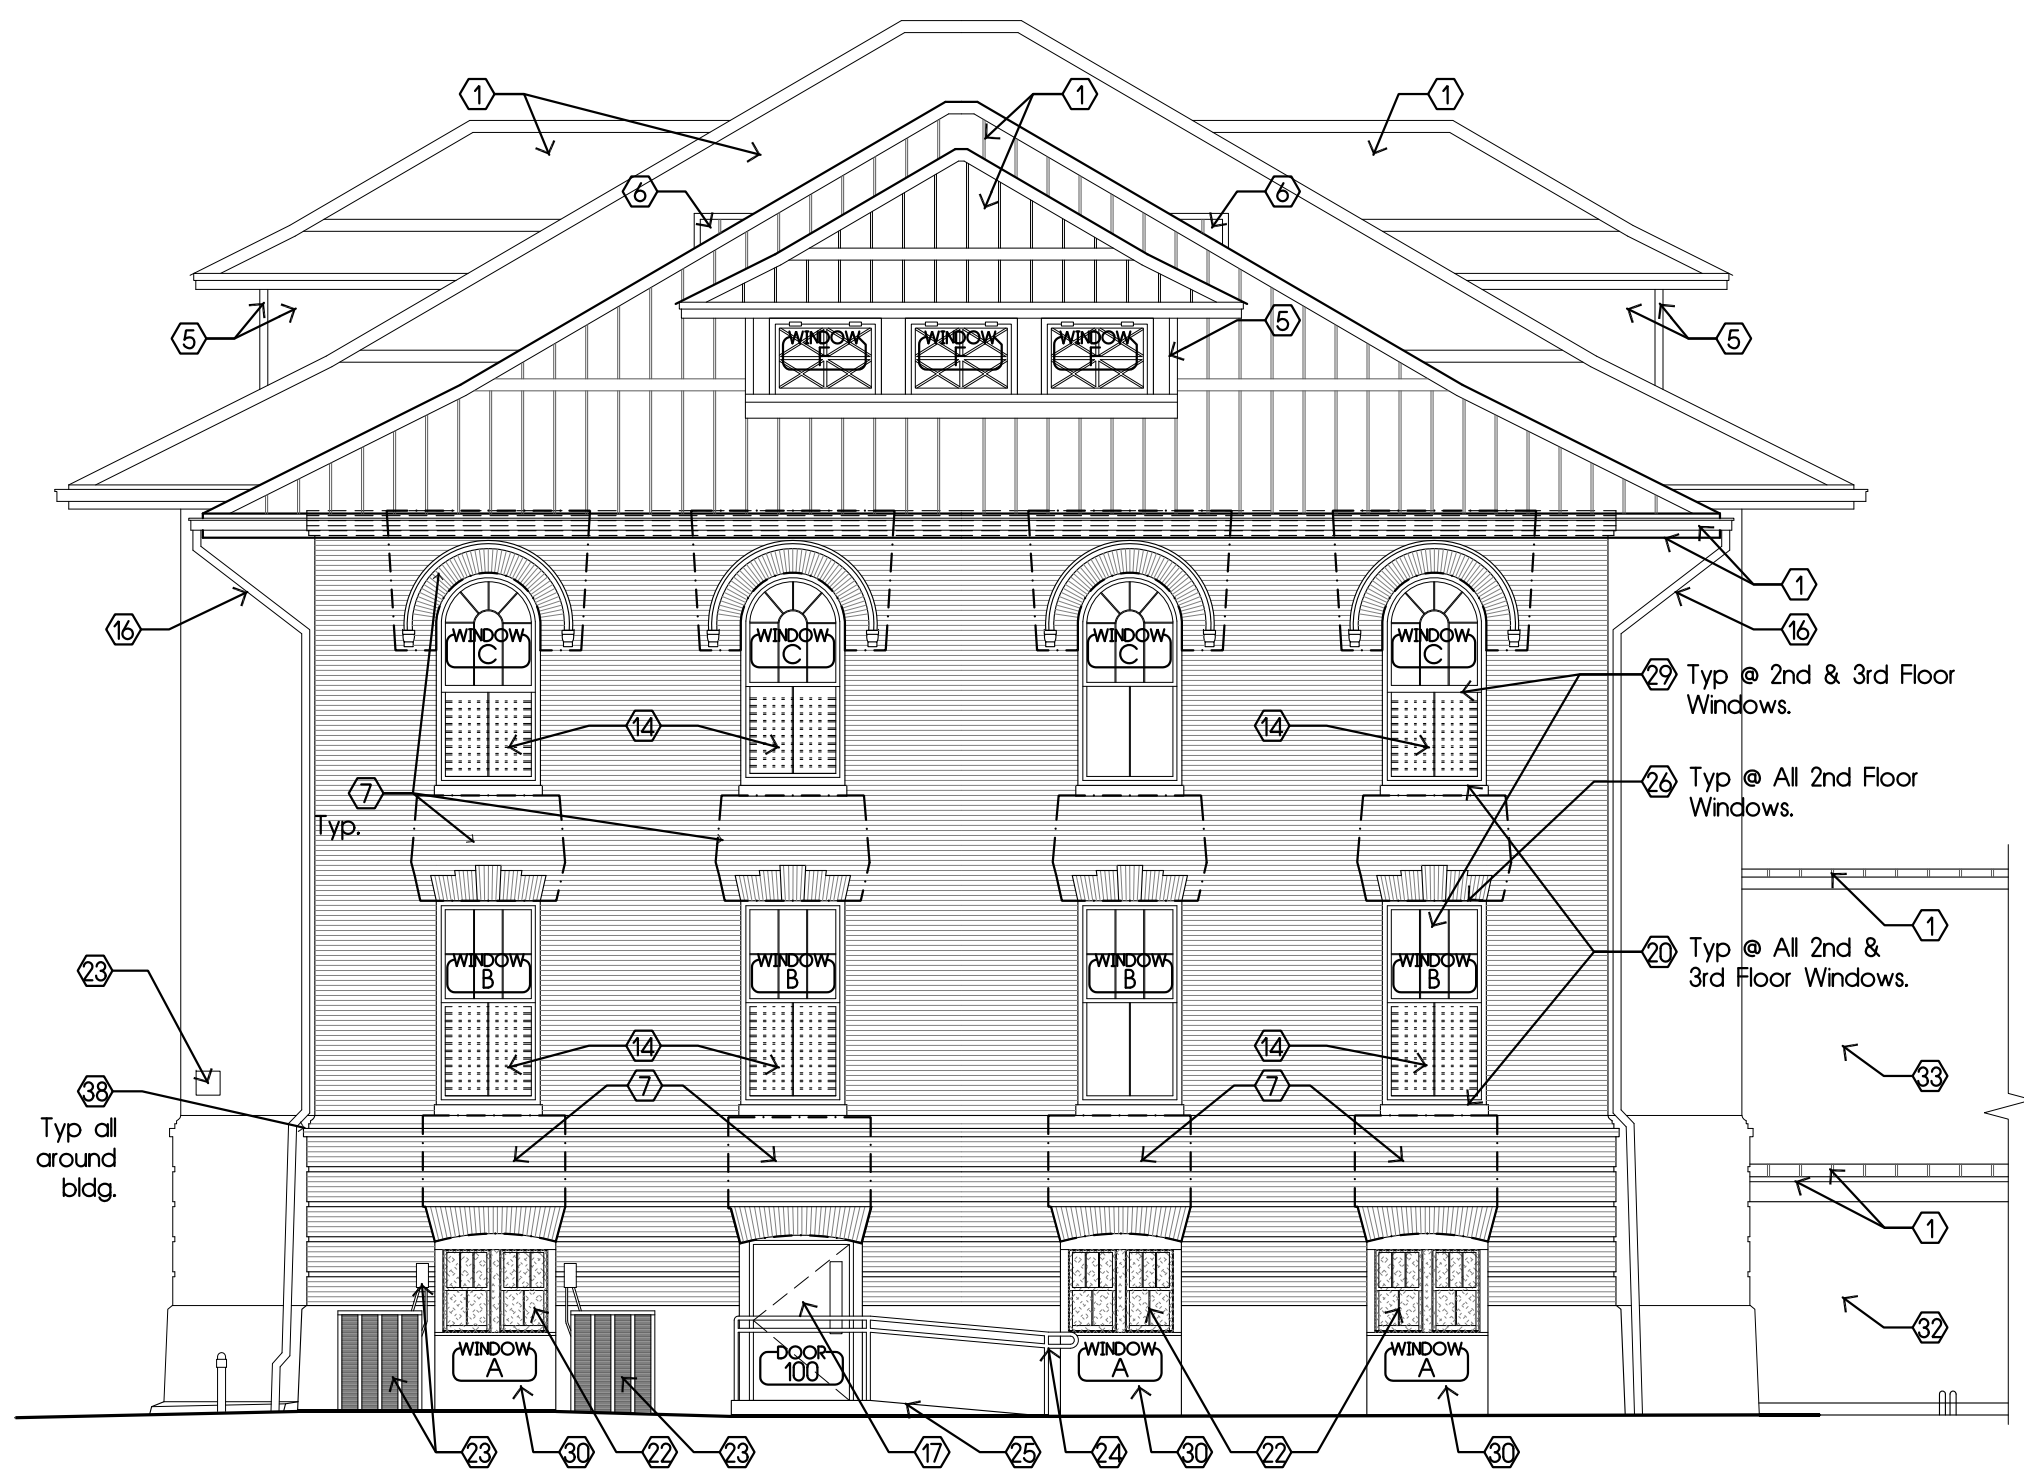 1
1
1
6
6
5
5
5
WINDOW
F
WINDOW
F
WINDOW
F
1
16
16
WINDOW
C
WINDOW
C
WINDOW
C
WINDOW
C
29 Typ @ 2nd & 3rd Floor
Windows.
14
14
26 Typ @ All 2nd Floor
Windows.
7
Typ.
1
20 Typ @ All 2nd &
3rd Floor Windows.
WINDOW
B
WINDOW
B
WINDOW
B
WINDOW
B
23
14
14
33
38
Typ all
around
bldg.
7
7
1
32
WINDOW
A
DOOR
100
WINDOW
A
WINDOW
A
23
30
22
23
17
25
24
30
22
30